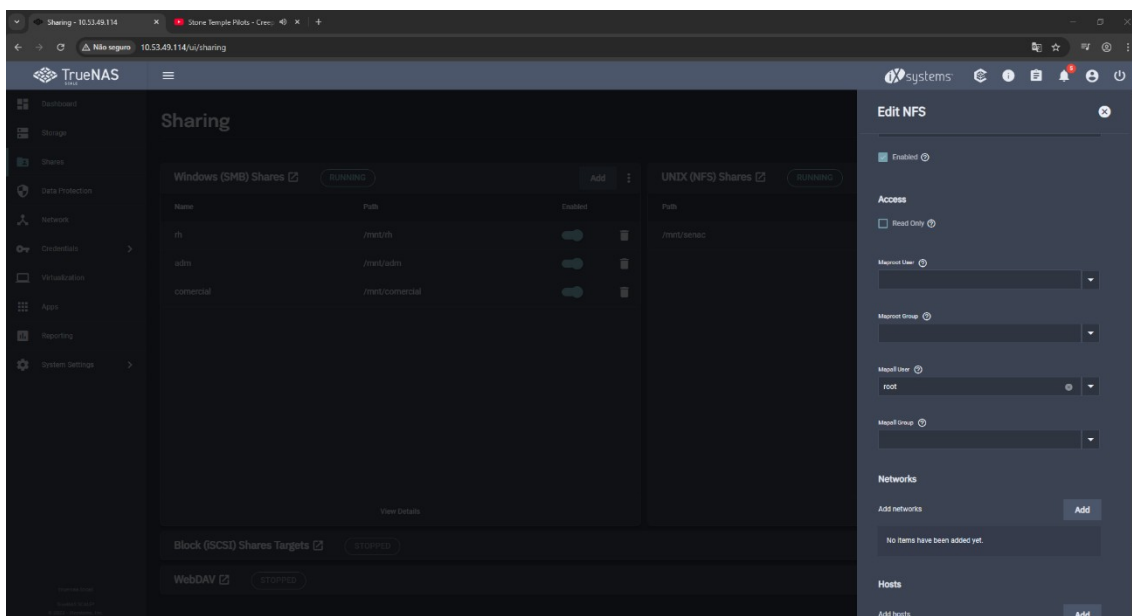 Sharing - 10.53.49.114
Stone Temple Pilots - Cree
Não seguro
10.53.49.114/ui/sharing
TrueNAS
SCALE
iX systems
Dashboard
Storage
Shares
Data Protection
Network
Credentials
Virtualization
Apps
Reporting
System Settings
Sharing
Windows (SMB) Shares
RUNNING
Add
Name
Path
Enabled
rh
/mnt/rh
adm
/mnt/adm
comercial
/mnt/comercial
View Details
UNIX (NFS) Shares
RUNNING
Path
/mnt/senac
Block (iSCSI) Shares Targets
STOPPED
WebDAV
STOPPED
Edit NFS
Enabled
Access
Read Only
Maproot User
Maproot Group
Mapall User
root
Mapall Group
Networks
Add networks
Add
No items have been added yet.
Hosts
Add hosts
Add